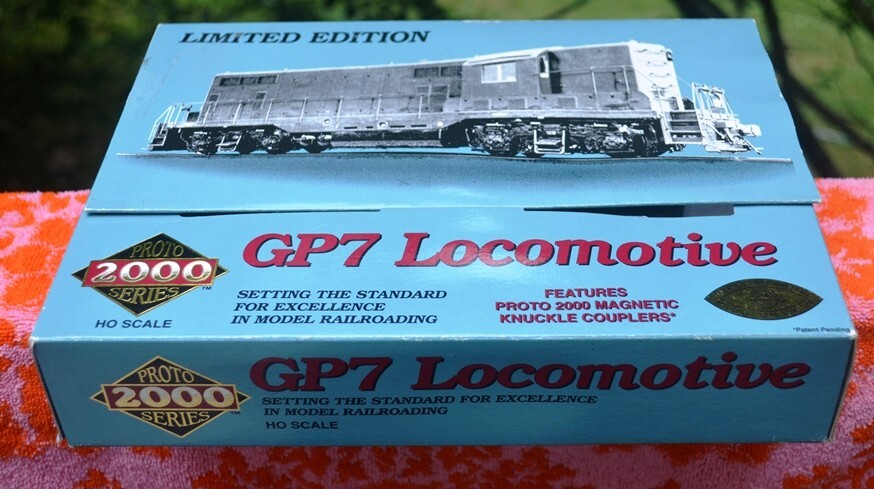 LIMITED EDITION
PROTO
2000
SERIES
TM
HO SCALE
GP7 Locomotive
SETTING THE STANDARD
FOR EXCELLENCE
IN MODEL RAILROADING
FEATURES
PROTO 2000 MAGNETIC
KNUCKLE COUPLERS*
*Patent Pending
PROTO
2000
SERIES
GP7 Locomotive
SETTING THE STANDARD FOR EXCELLENCE
IN MODEL RAILROADING
HO SCALE